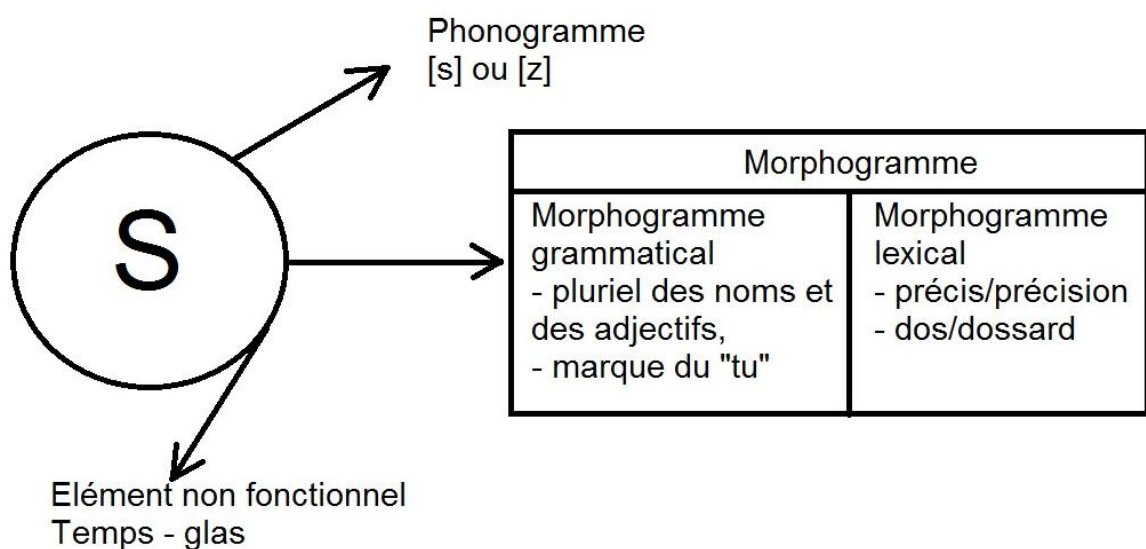 Phonogramme
[s] ou [z]
S
Morphogramme
Morphogramme
grammatical
- pluriel des noms et
des adjectifs,
- marque du "tu"
Morphogramme
lexical
- précis/précision
- dos/dossard
Elément non fonctionnel
Temps - glas